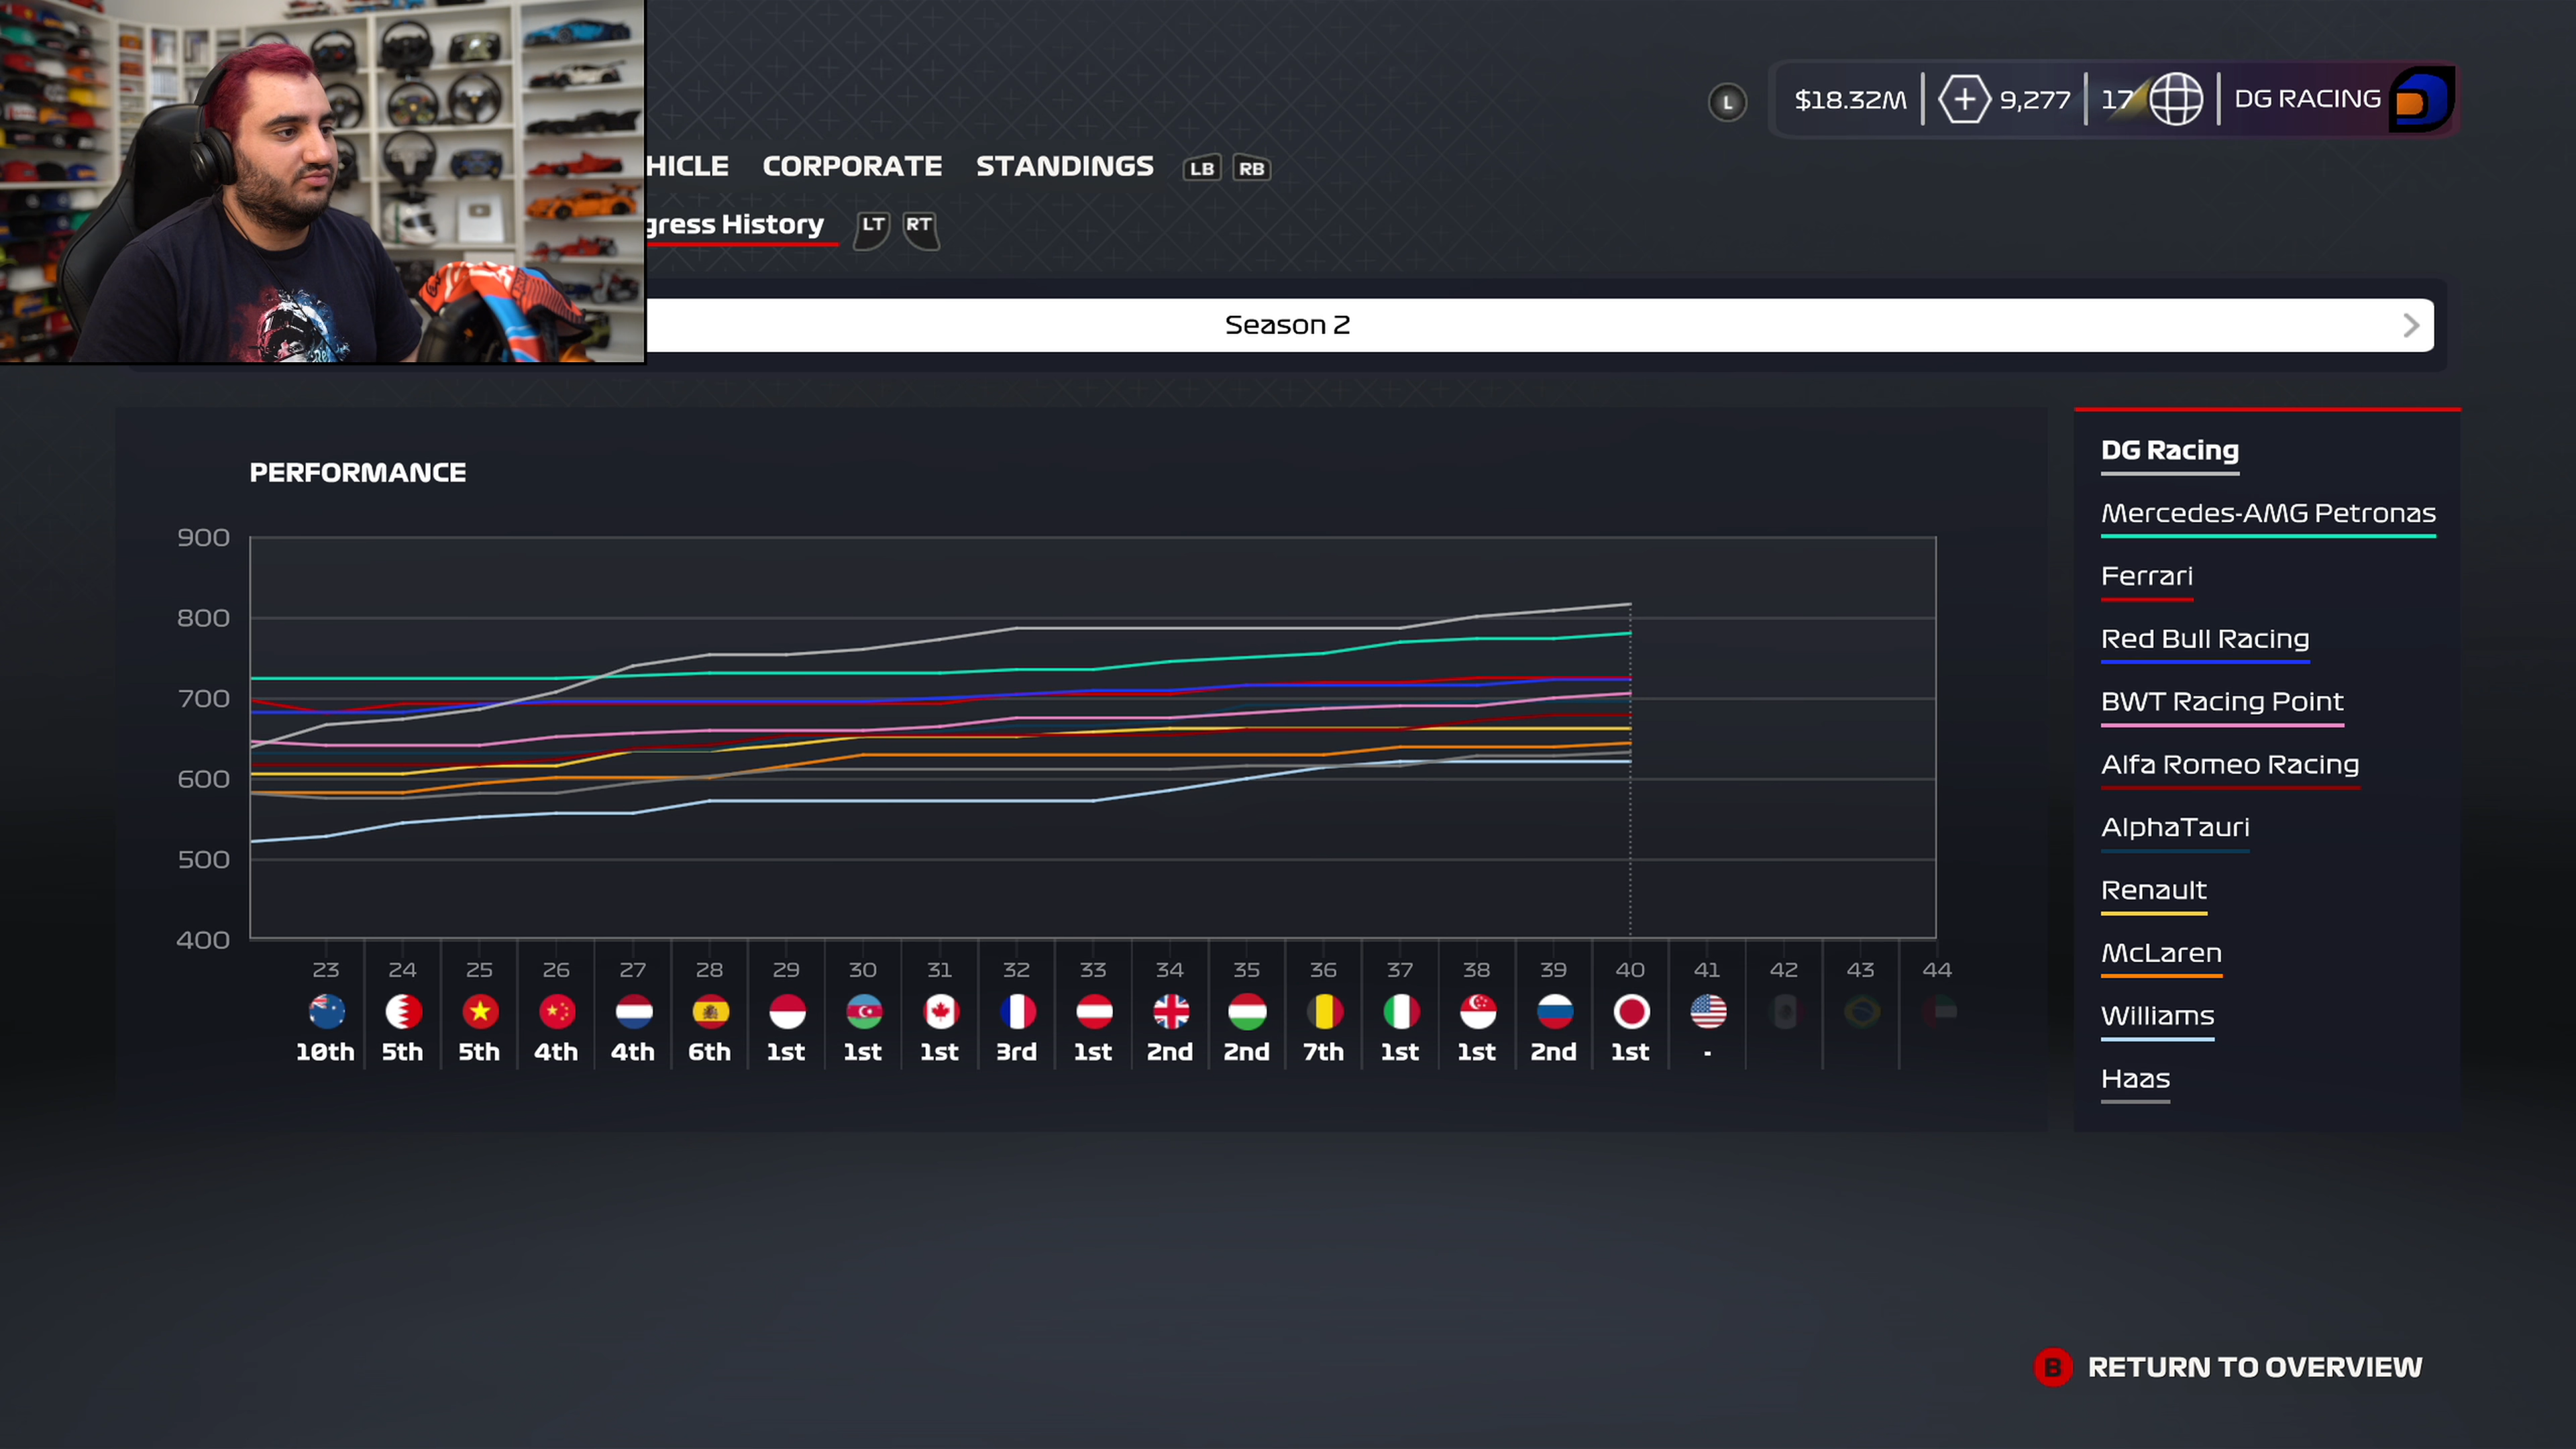 L $18.32M 9,277 17 DG RACING
HICLE CORPORATE STANDINGS LB RB
gress History LT RT
Season 2
PERFORMANCE
900
800
700
600
500
400
23 24 25 26 27 28 29 30 31 32 33 34 35 36 37 38 39 40 41 42 43 44
10th 5th 5th 4th 4th 6th 1st 1st 1st 3rd 1st 2nd 2nd 7th 1st 1st 2nd 1st -
DG Racing
Mercedes-AMG Petronas
Ferrari
Red Bull Racing
BWT Racing Point
Alfa Romeo Racing
AlphaTauri
Renault
McLaren
Williams
Haas
B RETURN TO OVERVIEW